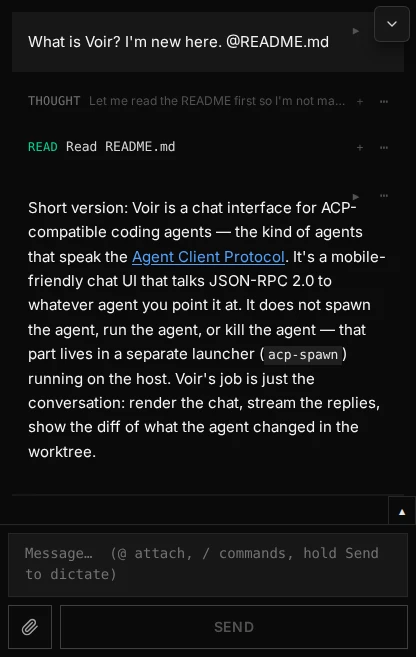 What is Voir? I'm new here. @README.md
THOUGHT Let me read the README first so I'm not ma…
READ Read README.md
Short version: Voir is a chat interface for ACP-
compatible coding agents — the kind of agents
that speak the Agent Client Protocol. It's a mobile-
friendly chat UI that talks JSON-RPC 2.0 to
whatever agent you point it at. It does not spawn
the agent, run the agent, or kill the agent — that
part lives in a separate launcher (acp-spawn)
running on the host. Voir's job is just the
conversation: render the chat, stream the replies,
show the diff of what the agent changed in the
worktree.
Message… (@ attach, / commands, hold Send
to dictate)
SEND